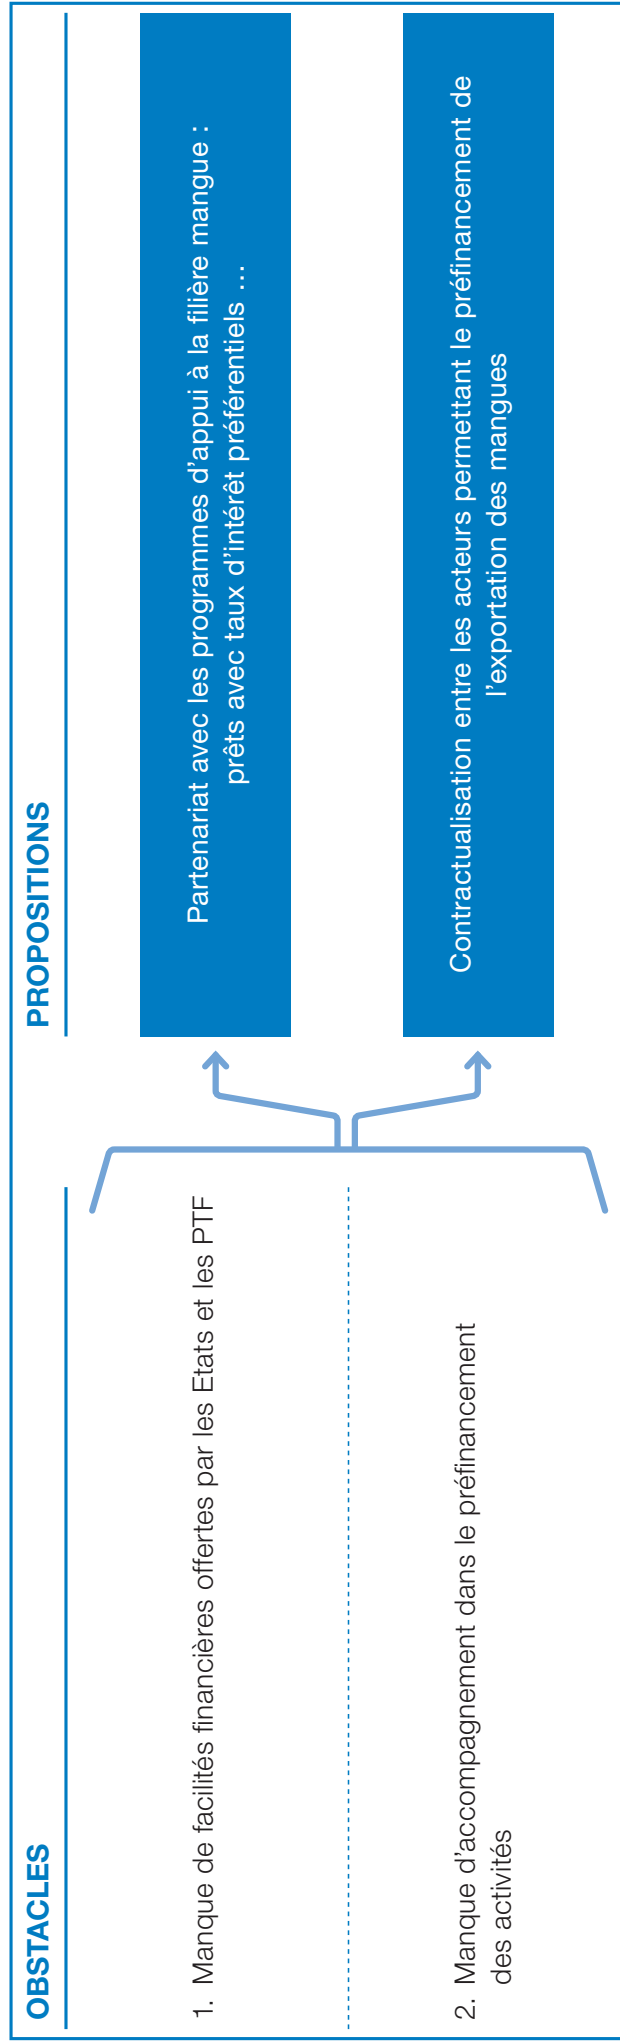 OBSTACLES
1. Manque de facilités financières offertes par les Etats et les PTF
2. Manque d'accompagnement dans le préfinancement
des activités
PROPOSITIONS
Partenariat avec les programmes d'appui à la filière mangue :
prêts avec taux d'intérêt préférentiels …
Contractualisation entre les acteurs permettant le préfinancement de
l'exportation des mangues